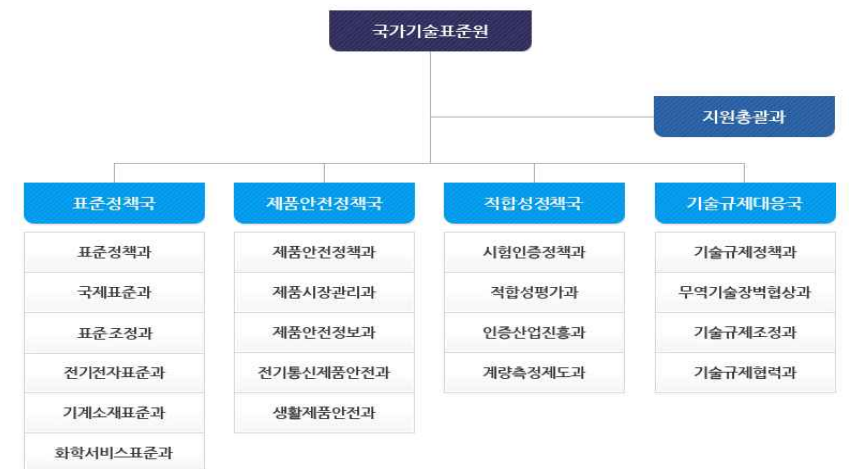 국가기술표준원
지원총괄과
표준정책국
제품안전정책국
적합성정책국
기술규제대응국
표준정책과
국제표준과
표준조정과
전기전자표준과
기계소재표준과
화학서비스표준과
제품안전정책과
제품시장관리과
제품안전정보과
전기통신제품안전과
생활제품안전과
시험인증정책과
적합성평가과
인증산업진흥과
계량측정제도과
기술규제정책과
무역기술장벽협상과
기술규제조정과
기술규제협력과